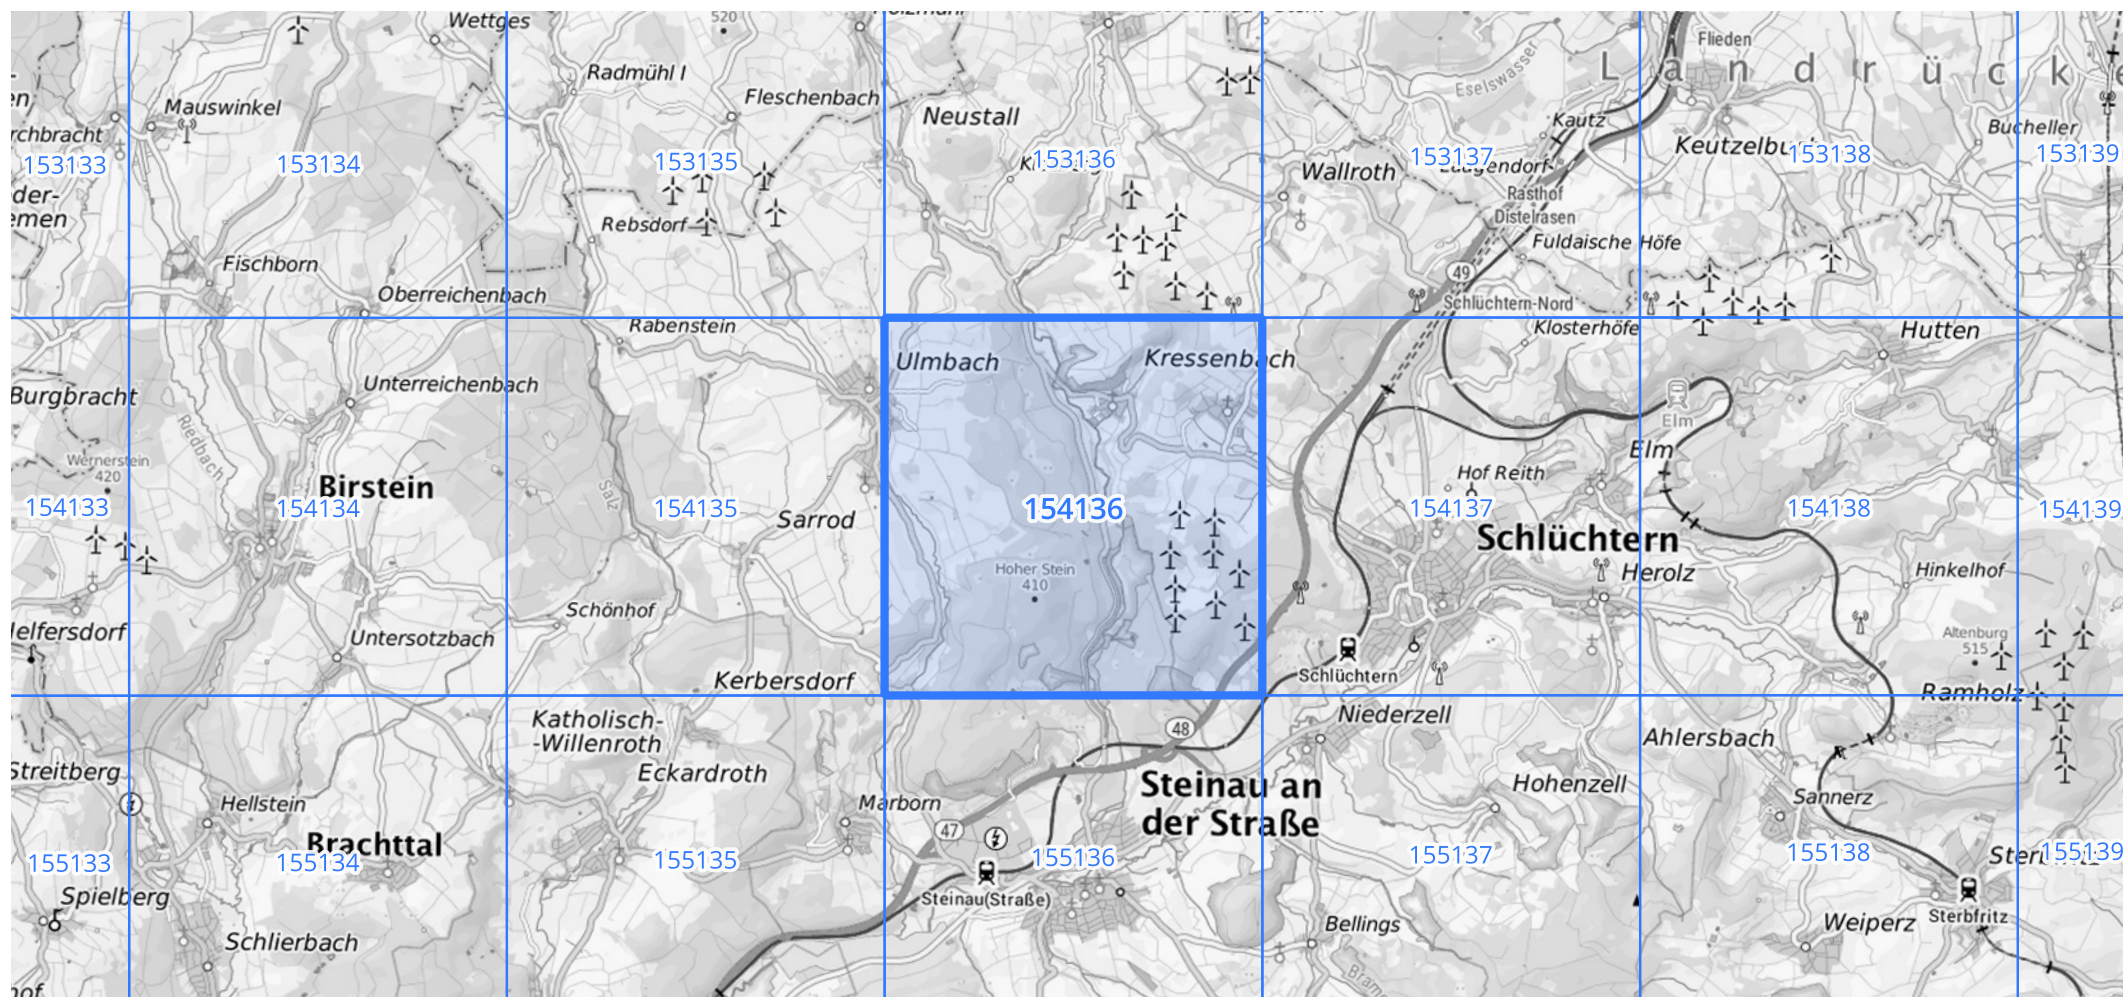 Wettges
520
Radmühl I
Fleschenbach
Mauswinkel
rchbracht
153133
153134
153135
der-
emen
Rebsdorf
Fischborn
Oberreichenbach
Neustall
153136
Eselswasser
Flieden
Landrück
Kautz
Keutzelbu
Bucheller
Wallroth
153137
153138
153139
Rasthof
Distelrasen
Fuldaische Höfe
49
Schlüchtern-Nord
Rabenstein
Ulmbach
Kressenbach
Klosterhöfe
Hutten
Burgbracht
Unterreichenbach
Riedbach
Elm
Elm
Wernerstein
420
Birstein
Salz
Hof Reith
154133
154134
154135
154136
154137
154138
154139
Sarrod
Schlüchtern
Hoher Stein
410
Herolz
Hinkelhof
Schönhof
elfersdorf
Untersotzbach
Altenburg
515
Kerbersdorf
Schlüchtern
Ramholz
Katholisch-
-Willenroth
48
Niederzell
Ahlersbach
Streitberg
Eckardroth
Steinau an
der Straße
Hohenzell
Hellstein
Marborn
Sannerz
47
Brachttal
155133
155134
155135
155136
155137
155138
155139
Spielberg
Steinau(Straße)
Sterbfritz
Schlierbach
Bellings
Weiperz
hof